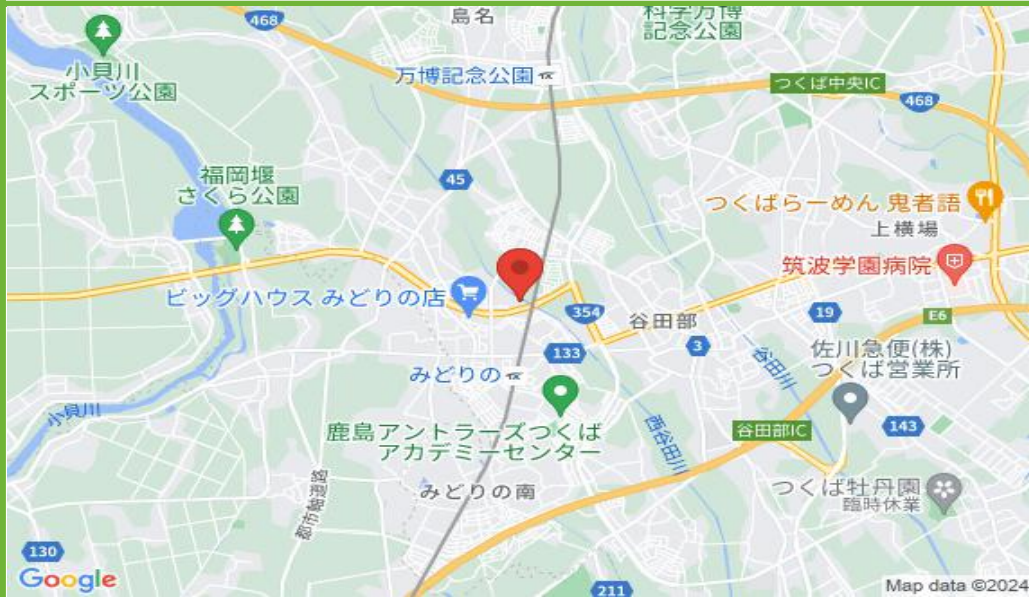 島名
468
科学万博
記念公園
小貝川
スポーツ公園
万博記念公園
つくば中央IC
468
福岡堰
さくら公園
45
つくばらーめん 鬼者語
上横場
筑波学園病院
ビッグハウス みどりの店
354
谷田部
19
E6
133
3
佐川急便(株)
つくば営業所
みどりの
谷田川
小貝川
鹿島アントラーズつくば
アカデミーセンター
西谷田川
谷田部IC
143
みどりの南
つくば牡丹園
臨時休業
都市軸道路
130
Google
211
Map data ©2024